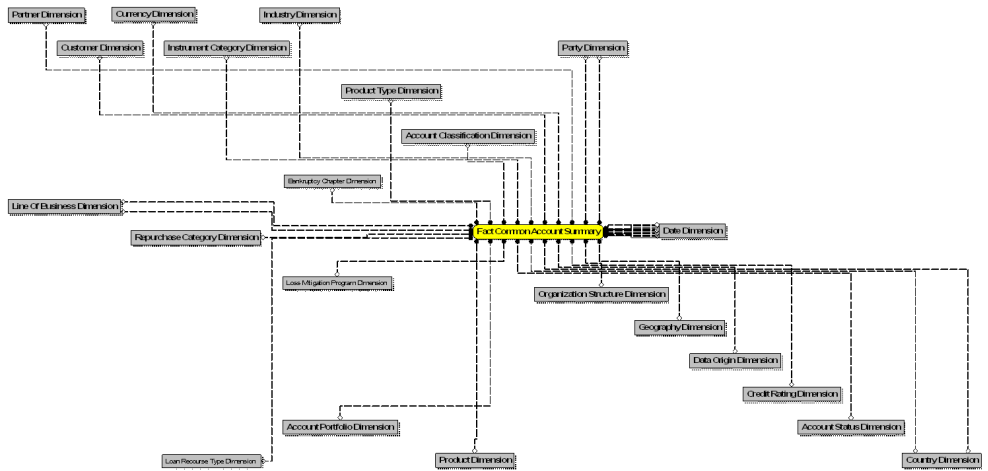 Partner Dimension
Currency Dimension
Industry Dimension
Customer Dimension
Instrument Category Dimension
Party Dimension
Product Type Dimension
Account Classification Dimension
Bankruptcy Chapter Dimension
Line Of Business Dimension
Repurchase Category Dimension
Fact Common Account Summary
Date Dimension
Loss Mitigation Program Dimension
Organization Structure Dimension
Geography Dimension
Data Origin Dimension
Credit Rating Dimension
Account Portfolio Dimension
Account Status Dimension
Loan Recourse Type Dimension
Product Dimension
Country Dimension